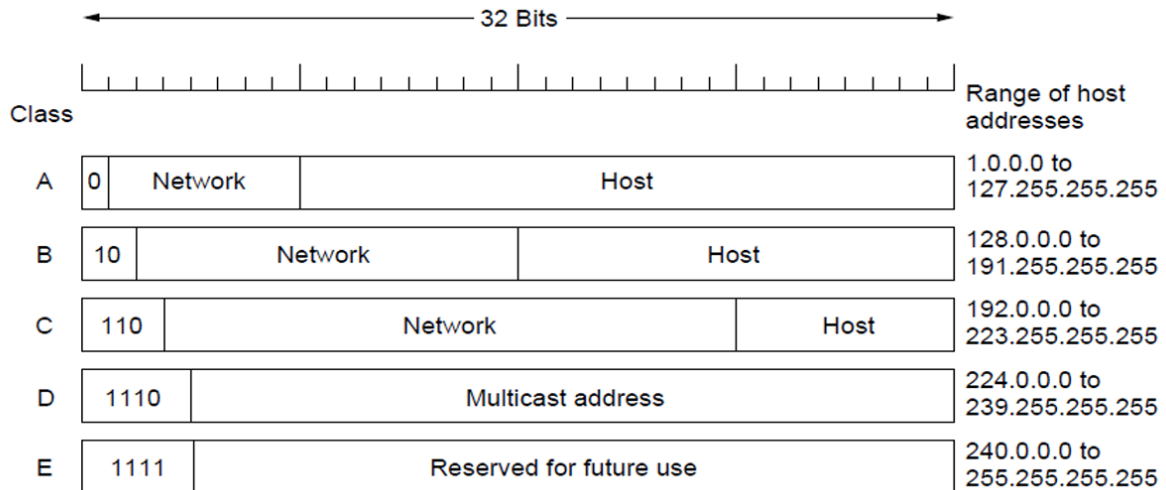 32 Bits
Range of host
addresses
Class
A 0 Network Host 1.0.0.0 to
127.255.255.255
B 10 Network Host 128.0.0.0 to
191.255.255.255
C 110 Network Host 192.0.0.0 to
223.255.255.255
D 1110 Multicast address 224.0.0.0 to
239.255.255.255
E 1111 Reserved for future use 240.0.0.0 to
255.255.255.255